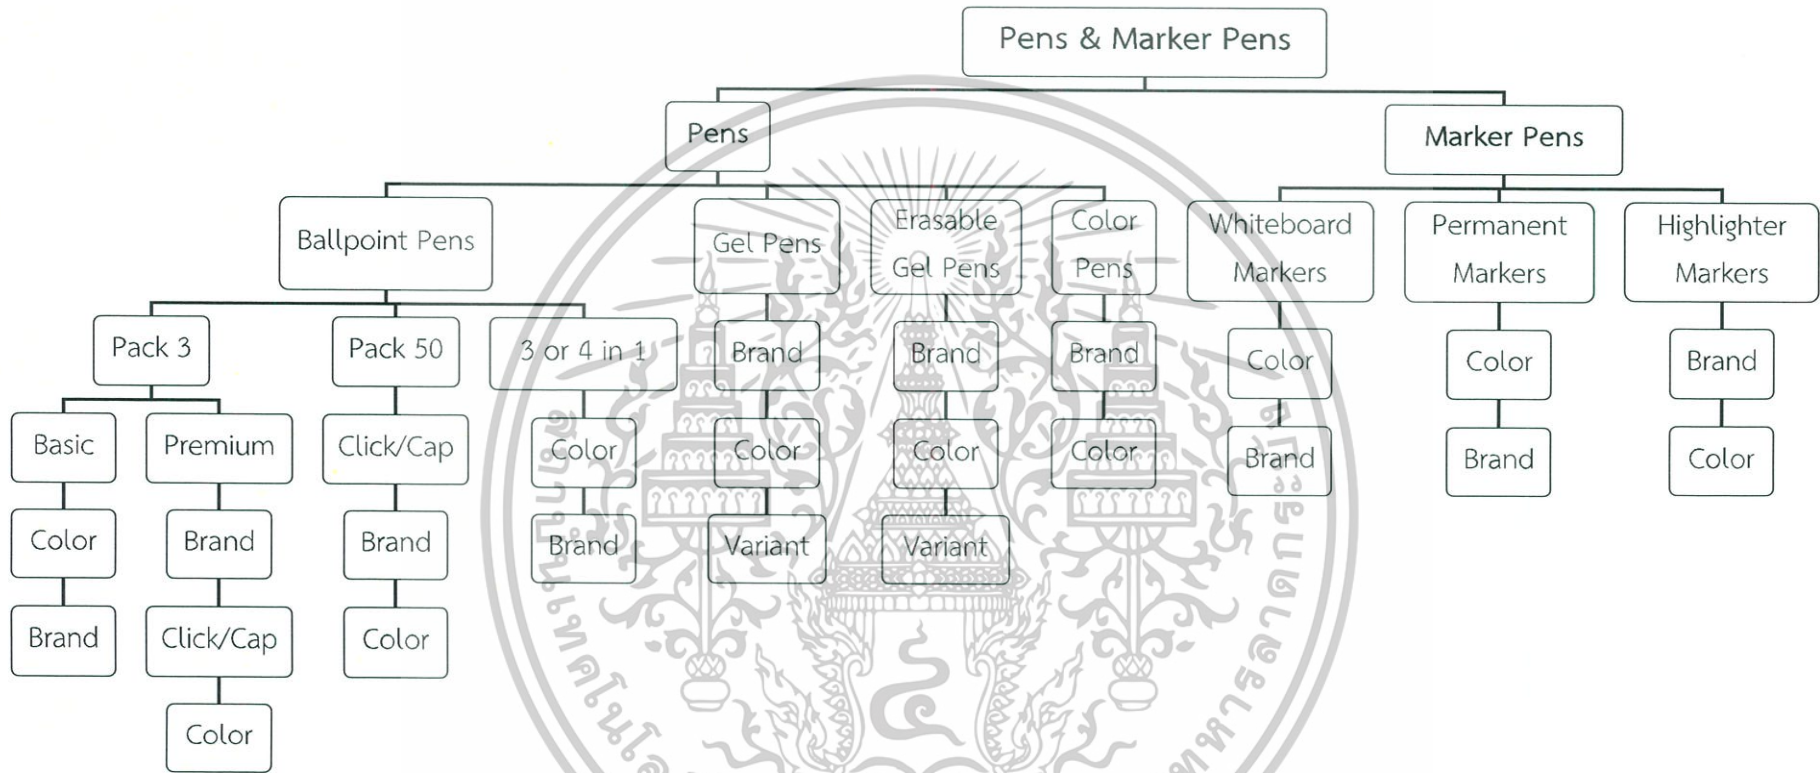 Pens & Marker Pens
Pens
Marker Pens
Ballpoint Pens
Gel Pens
Erasable
Gel Pens
Color
Pens
Whiteboard
Markers
Permanent
Markers
Highlighter
Markers
Pack 3
Pack 50
3 or 4 in 1
Brand
Brand
Brand
Color
Color
Brand
Basic
Premium
Click/Cap
Color
Color
Color
Color
Brand
Brand
Color
Color
Brand
Brand
Brand
Variant
Variant
Brand
Click/Cap
Color
Color